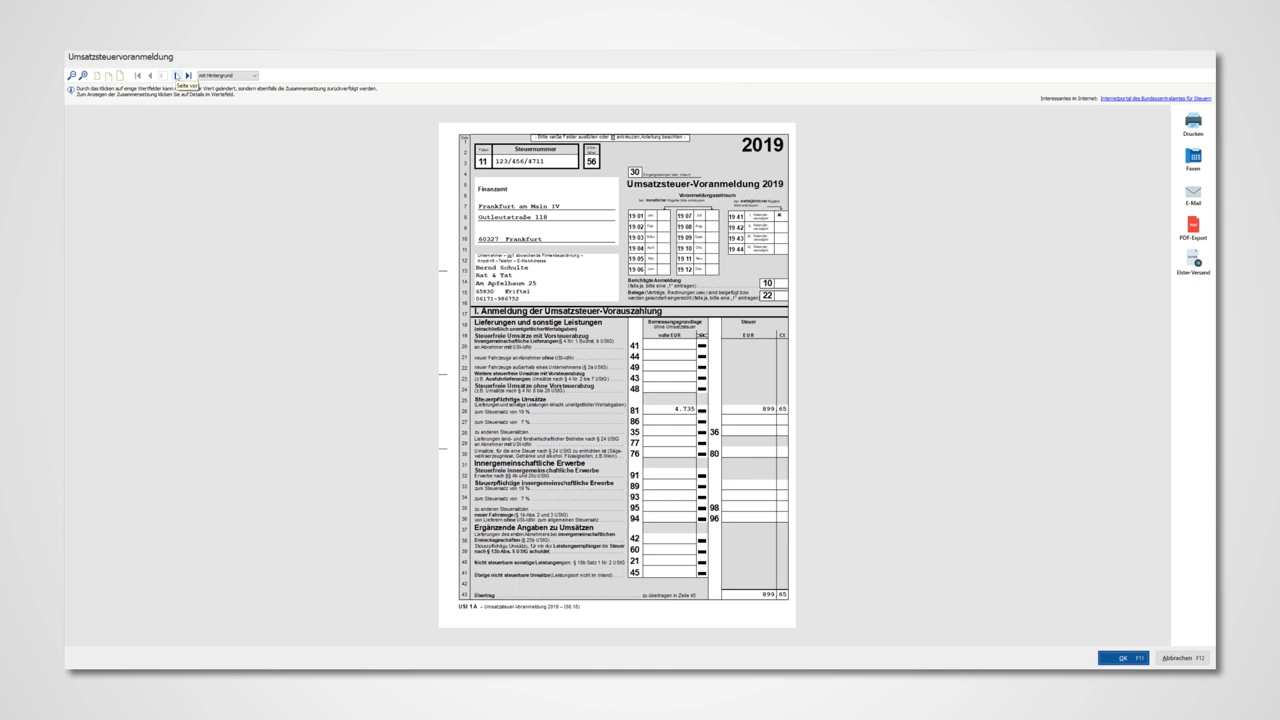 Umsatzsteuervoranmeldung
1
mit Hintergrund
Seite vor
Durch das Klicken auf einige Wertfelder kann Wert geändert, sondern ebenfalls die Zusammensetzung zurückverfolgt werden.
Zum Anzeigen der Zusammensetzung klicken Sie auf Details im Wertefeld.
Interessantes im Internet: Internetportal des Bundeszentralamtes für Steuern
Drucken
Faxen
E-Mail
PDF
PDF-Export
Elster-Versand
- Bitte weiße Felder ausfüllen oder ankreuzen, Anleitung beachten -
2019
Steuernummer
11 123/456/4711 56
30
Umsatzsteuer-Voranmeldung 2019
Voranmeldungszeitraum
Finanzamt
Frankfurt am Main IV
Gutleutstraße 118
60327 Frankfurt
19 01 19 07 19 41 x
19 02 19 08 19 42
19 03 19 09 19 43
19 04 19 10 19 44
19 05 19 11
19 06 19 12
Unternehmer – ggf. abweichende Firmenbezeichnung –
Anschrift – Telefon – E-Mail-Adresse
Bernd Schulte
Rat & Tat
Am Apfelbaum 25
65830 Kriftel
06171-986752
Berichtigte Anmeldung
(falls ja, bitte eine „1" eintragen) 10
Belege (Verträge, Rechnungen usw.) sind beigefügt bzw.
werden gesondert eingereicht (falls ja, bitte eine „1" eintragen) 22
I. Anmeldung der Umsatzsteuer-Vorauszahlung
Lieferungen und sonstige Leistungen
(einschließlich unentgeltlicher Wertabgaben)
Bemessungsgrundlage
ohne Umsatzsteuer
volle EUR
Steuer
EUR Ct
Steuerfreie Umsätze mit Vorsteuerabzug
Innergemeinschaftliche Lieferungen (§ 4 Nr. 1 Buchst. b UStG)
an Abnehmer mit USt-IdNr. 41
neuer Fahrzeuge an Abnehmer ohne USt-IdNr. 44
neuer Fahrzeuge außerhalb eines Unternehmens (§ 2a UStG) 49
Weitere steuerfreie Umsätze mit Vorsteuerabzug
(z.B. Ausfuhrlieferungen, Umsätze nach § 4 Nr. 2 bis 7 UStG) 43
Steuerfreie Umsätze ohne Vorsteuerabzug
(z.B. Umsätze nach § 4 Nr. 8 bis 28 UStG) 48
Steuerpflichtige Umsätze
(Lieferungen und sonstige Leistungen einschl. unentgeltlicher Wertabgaben)
zum Steuersatz von 19 % 81 4.735 899 65
zum Steuersatz von 7 % 86
zu anderen Steuersätzen 35 36
Lieferungen land- und forstwirtschaftlicher Betriebe nach § 24 UStG
an Abnehmer mit USt-IdNr. 77
Umsätze, für die eine Steuer nach § 24 UStG zu entrichten ist (Säge-
werkserzeugnisse, Getränke und alkohol. Flüssigkeiten, z.B. Wein) 76 80
Innergemeinschaftliche Erwerbe
Steuerfreie innergemeinschaftliche Erwerbe
Erwerbe nach §§ 4b und 25c UStG 91
Steuerpflichtige innergemeinschaftliche Erwerbe
zum Steuersatz von 19 % 89
zum Steuersatz von 7 % 93
zu anderen Steuersätzen 95 98
neuer Fahrzeuge (§ 1b Abs. 2 und 3 UStG)
von Lieferern ohne USt-IdNr. zum allgemeinen Steuersatz 94 96
Ergänzende Angaben zu Umsätzen
Lieferungen des ersten Abnehmers bei innergemeinschaftlichen
Dreiecksgeschäften (§ 25b UStG) 42
Steuerpflichtige Umsätze, für die der Leistungsempfänger die Steuer
nach § 13b Abs. 5 UStG schuldet 60
Nicht steuerbare sonstige Leistungen gem. § 18b Satz 1 Nr. 2 UStG 21
Übrige nicht steuerbare Umsätze (Leistungsort nicht im Inland) 45
Übertrag zu übertragen in Zeile 45 899 65
USt 1 A – Umsatzsteuer-Voranmeldung 2019 – (08.18)
OK F11
Abbrechen F12